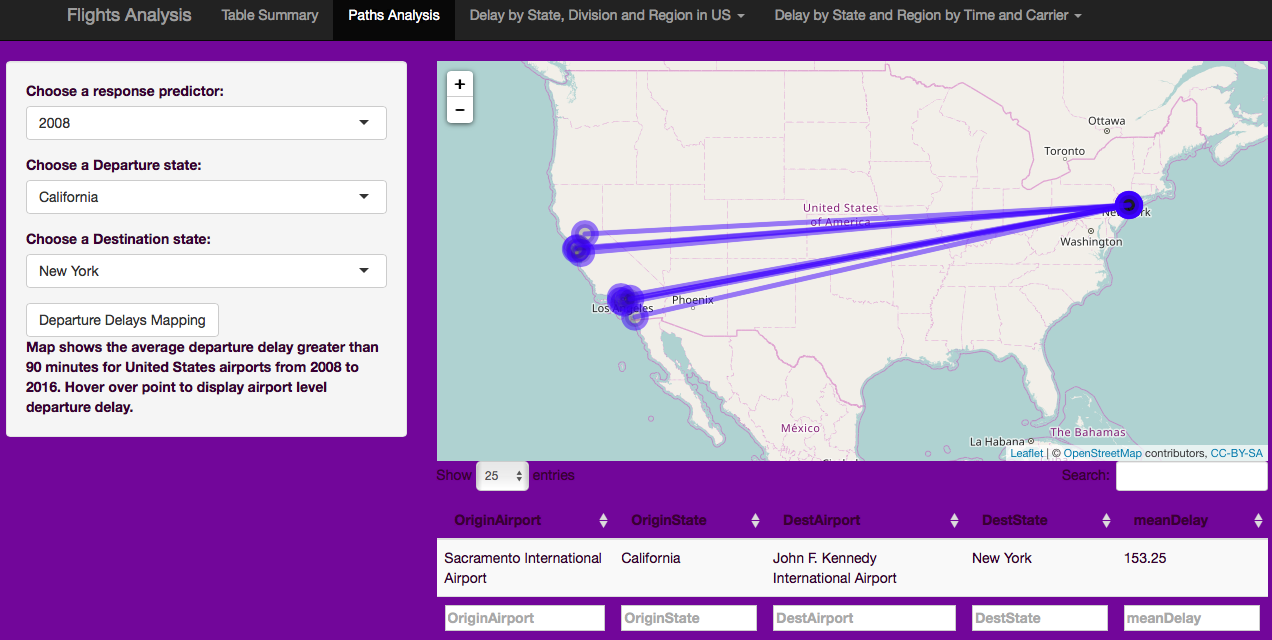 Flights Analysis Table Summary Paths Analysis Delay by State, Division and Region in US Delay by State and Region by Time and Carrier
Choose a response predictor:
2008
Choose a Departure state:
California
Choose a Destination state:
New York
Departure Delays Mapping
Map shows the average departure delay greater than
90 minutes for United States airports from 2008 to
2016. Hover over point to display airport level
departure delay.
+
−
Ottawa
Toronto
United States
of America
New York
Washington
Phoenix
Los Angeles
México
La Habana
The Bahamas
Leaflet | © OpenStreetMap contributors, CC-BY-SA
Show 25 entries
Search:
OriginAirport OriginState DestAirport DestState meanDelay
Sacramento International California John F. Kennedy New York 153.25
Airport International Airport
OriginAirport OriginState DestAirport DestState meanDelay